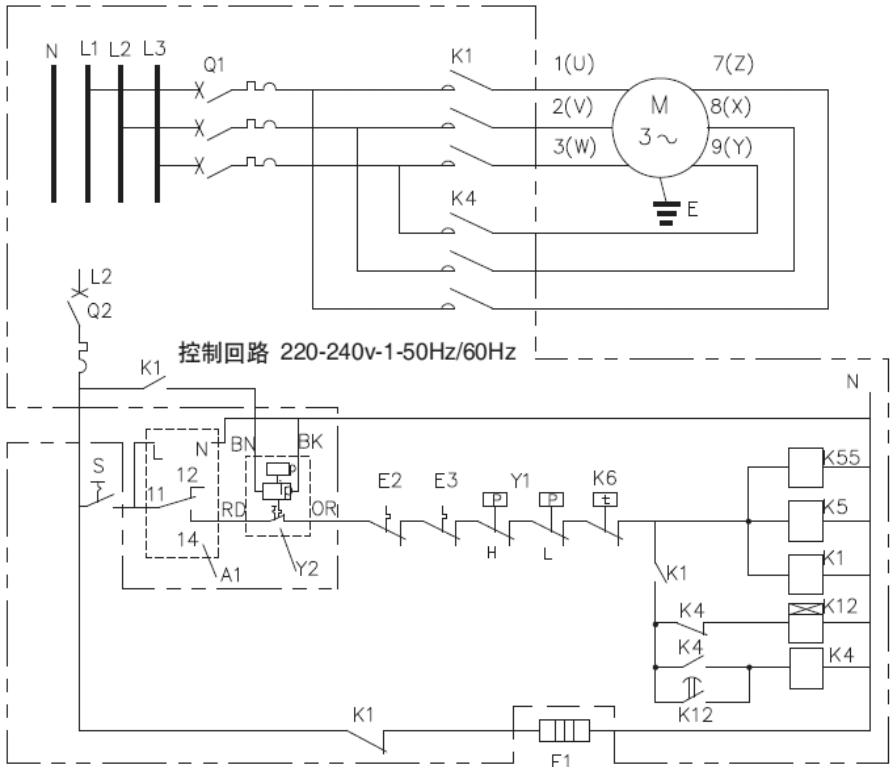 N L1 L2 L3
Q1
K1
1(U)
7(Z)
M
3～
2(V)
8(X)
3(W)
9(Y)
E
K4
L2
Q2
控制回路 220-240v-1-50Hz/60Hz
K1
N
L
N
BN
BK
S
11
12
14
RD
OR
A1
Y2
E2
E3
P
Y1
P
K6
t
H
L
K55
K5
K1
K1
K12
K4
K4
K4
K12
K1
E1